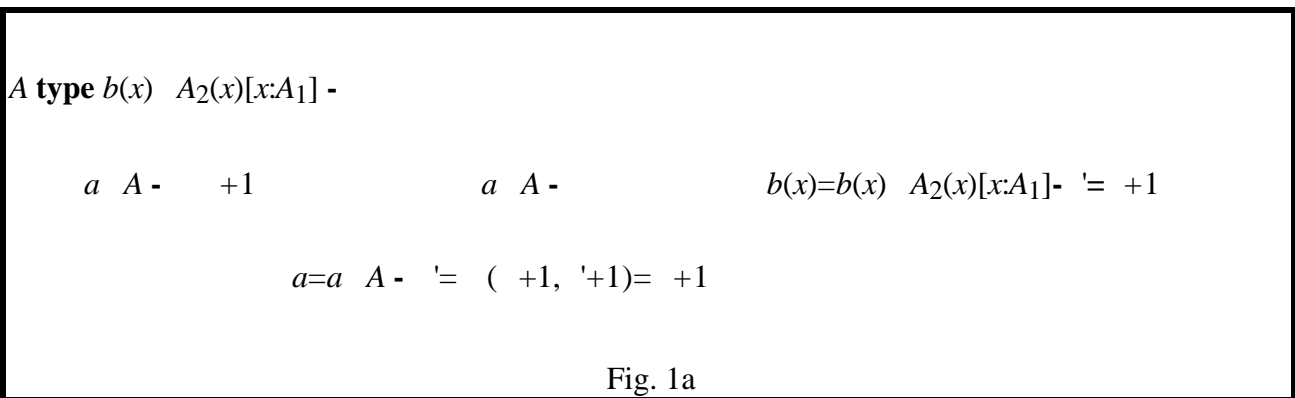 A type b(x) A2(x)[x:A1] -
a A - +1 a A - b(x)=b(x) A2(x)[x:A1]- '= +1
a=a A - '= ( +1, '+1)= +1
Fig. 1a